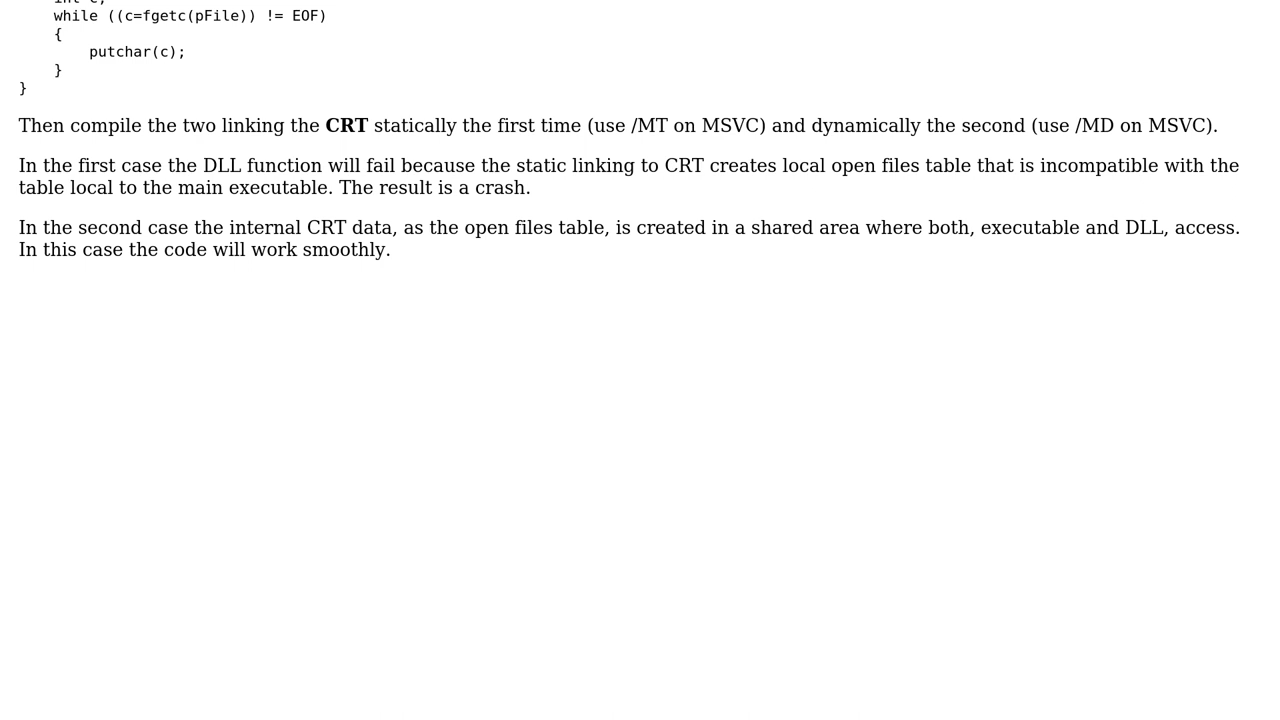 int c;
while ((c=fgetc(pFile)) != EOF)
{
putchar(c);
}
}
Then compile the two linking the CRT statically the first time (use /MT on MSVC) and dynamically the second (use /MD on MSVC).
In the first case the DLL function will fail because the static linking to CRT creates local open files table that is incompatible with the
table local to the main executable. The result is a crash.
In the second case the internal CRT data, as the open files table, is created in a shared area where both, executable and DLL, access.
In this case the code will work smoothly.